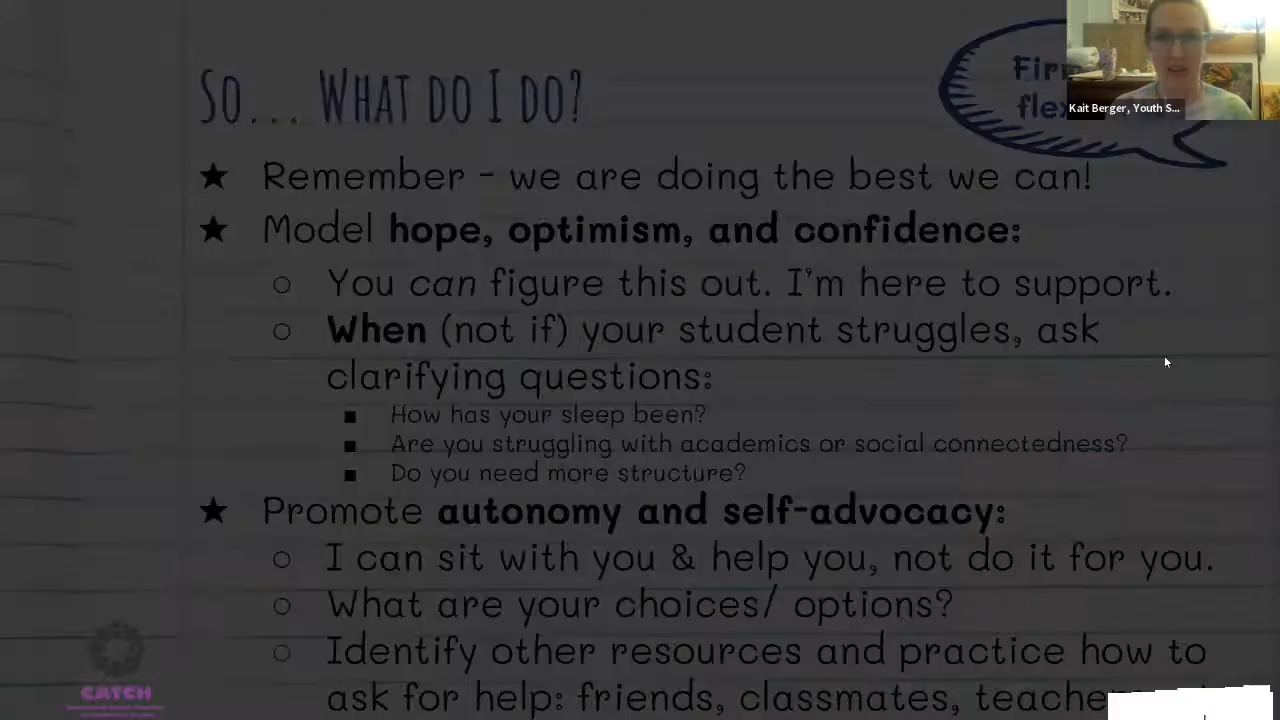 So... What do I do?
Kait Berger, Youth S...
★ Remember - we are doing the best we can!
★ Model hope, optimism, and confidence:
○ You can figure this out. I'm here to support.
○ When (not if) your student struggles, ask
clarifying questions:
■ How has your sleep been?
■ Are you struggling with academics or social connectedness?
■ Do you need more structure?
★ Promote autonomy and self-advocacy:
○ I can sit with you & help you, not do it for you.
○ What are your choices/ options?
○ Identify other resources and practice how to
ask for help: friends, classmates,
CATCH